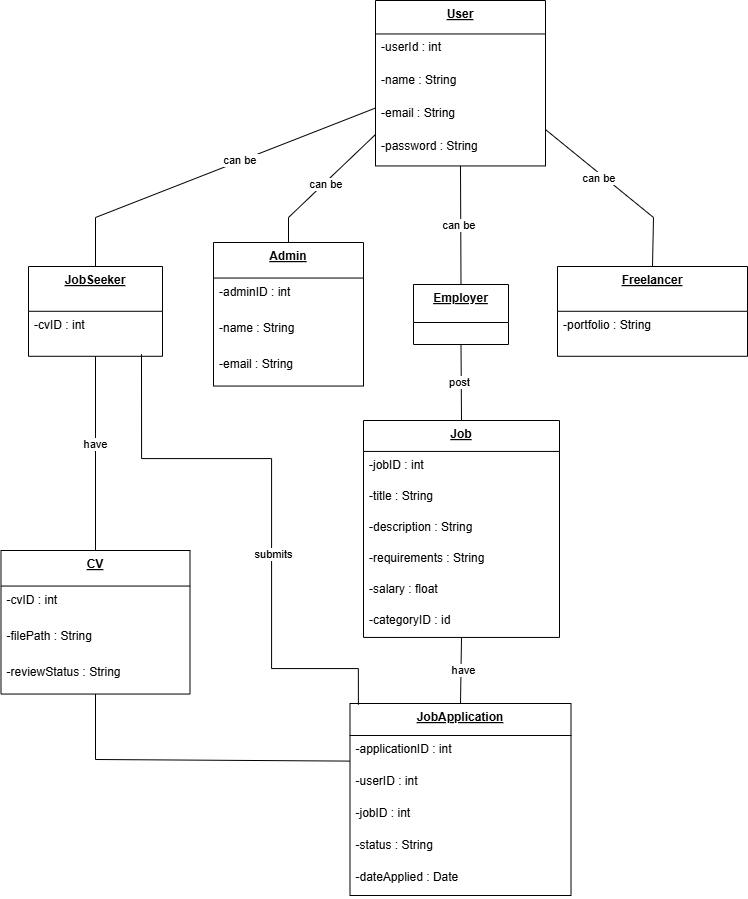 User
-userId : int
-name : String
-email : String
-password : String
can be
can be
can be
can be
JobSeeker
-cvID : int
Admin
-adminID : int
-name : String
-email : String
Employer
Freelancer
-portfolio : String
post
have
submits
Job
-jobID : int
-title : String
-description : String
-requirements : String
-salary : float
-categoryID : id
CV
-cvID : int
-filePath : String
-reviewStatus : String
have
JobApplication
-applicationID : int
-userID : int
-jobID : int
-status : String
-dateApplied : Date